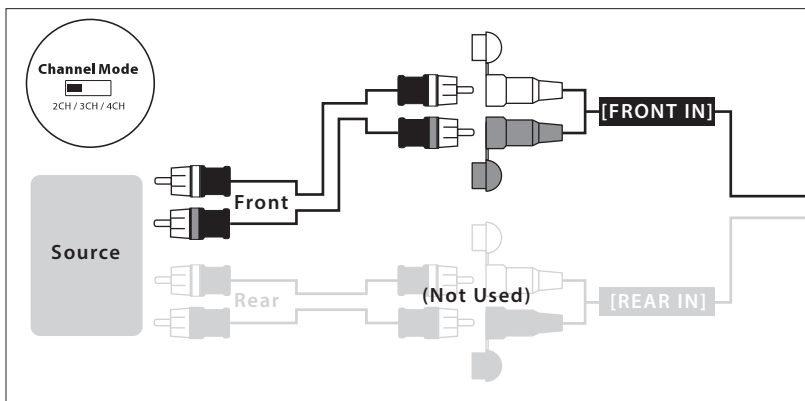 Channel Mode
2CH / 3CH / 4CH
[FRONT IN]
Front
Source
Rear
(Not Used)
[REAR IN]